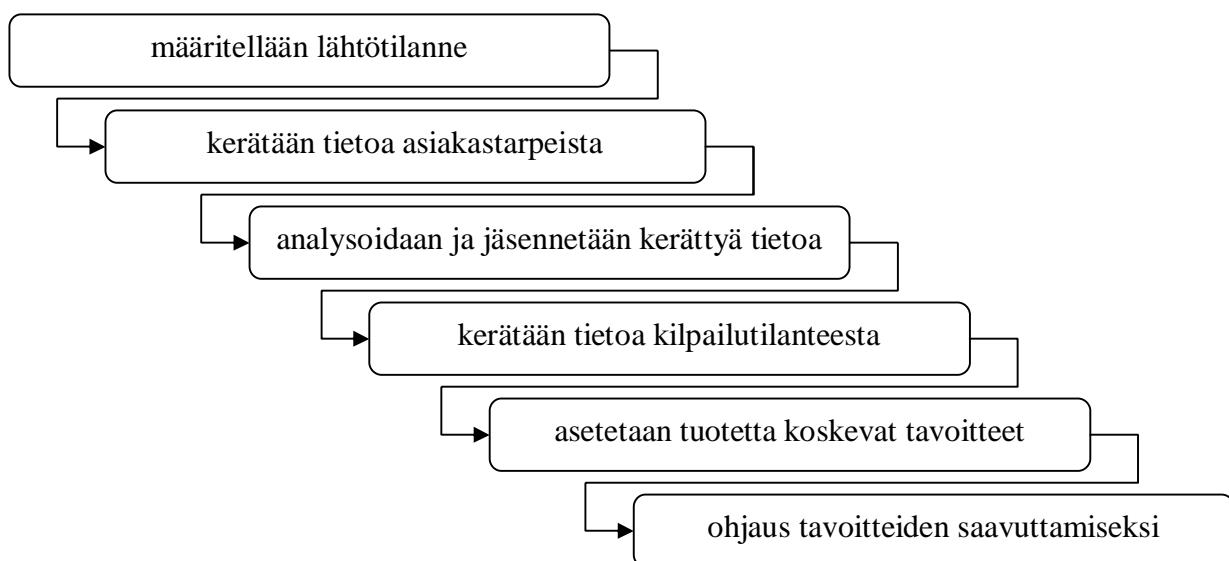 määritellään lähtötilanne
kerätään tietoa asiakastarpeista
analysoidaan ja jäsennetään kerättyä tietoa
kerätään tietoa kilpailutilanteesta
asetetaan tuotetta koskevat tavoitteet
ohjaus tavoitteiden saavuttamiseksi